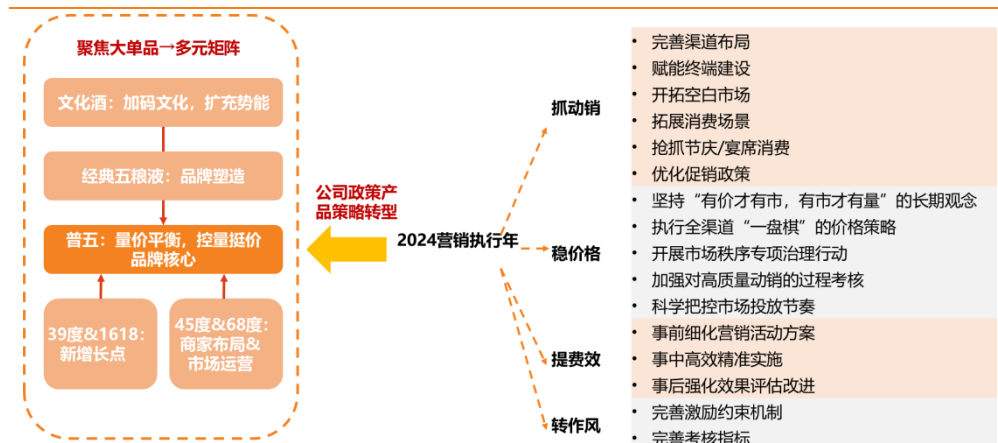 聚焦大单品→多元矩阵
文化酒：加码文化，扩充势能
经典五粮液：品牌塑造
普五：量价平衡，控量挺价
品牌核心
39度&1618：
新增长点
45度&68度：
商家布局&
市场运营
公司政策产
品策略转型
2024营销执行年
抓动销
稳价格
提费效
转作风
• 完善渠道布局
• 赋能终端建设
• 开拓空白市场
• 拓展消费场景
• 抢抓节庆/宴席消费
• 优化促销政策
• 坚持“有价才有市，有市才有量”的长期观念
• 执行全渠道“一盘棋”的价格策略
• 开展市场秩序专项治理行动
• 加强对高质量动销的过程考核
• 科学把控市场投放节奏
• 事前细化营销活动方案
• 事中高效精准实施
• 事后强化效果评估改进
• 完善激励约束机制
• 完善考核指标